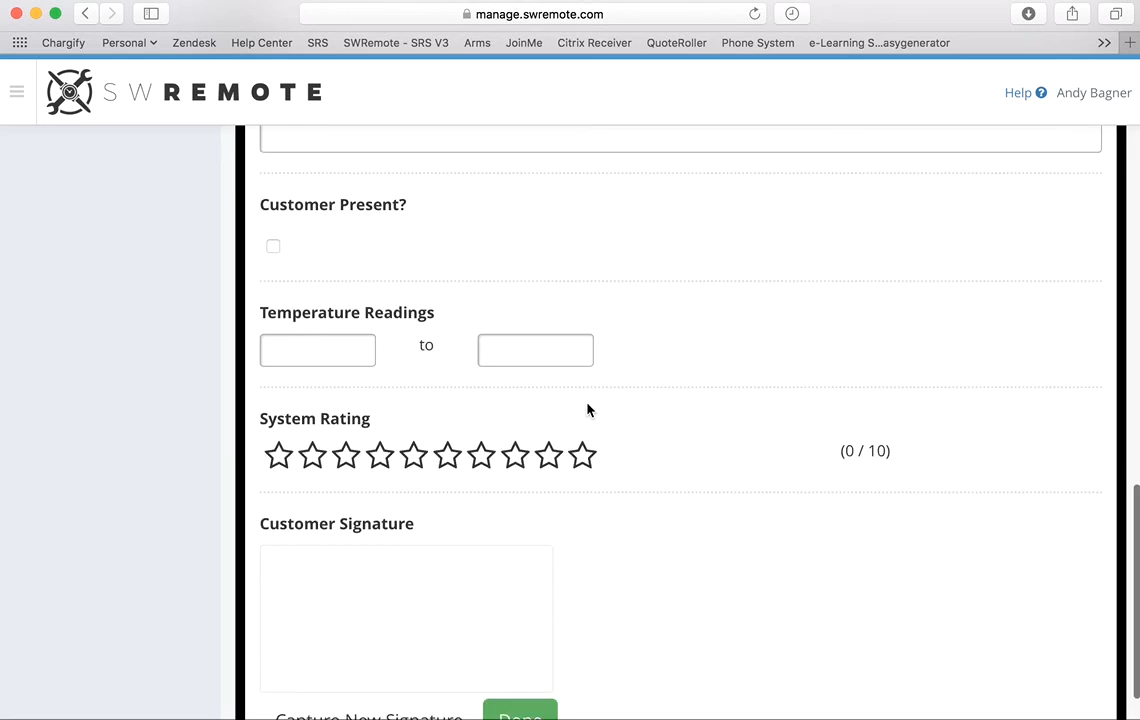 manage.swremote.com
Chargify Personal Zendesk Help Center SRS SWRemote - SRS V3 Arms JoinMe Citrix Receiver QuoteRoller Phone System e-Learning S...asygenerator
SWREMOTE
Help ? Andy Bagner
Customer Present?
Temperature Readings
to
System Rating
(0 / 10)
Customer Signature
Capture New Signature Done